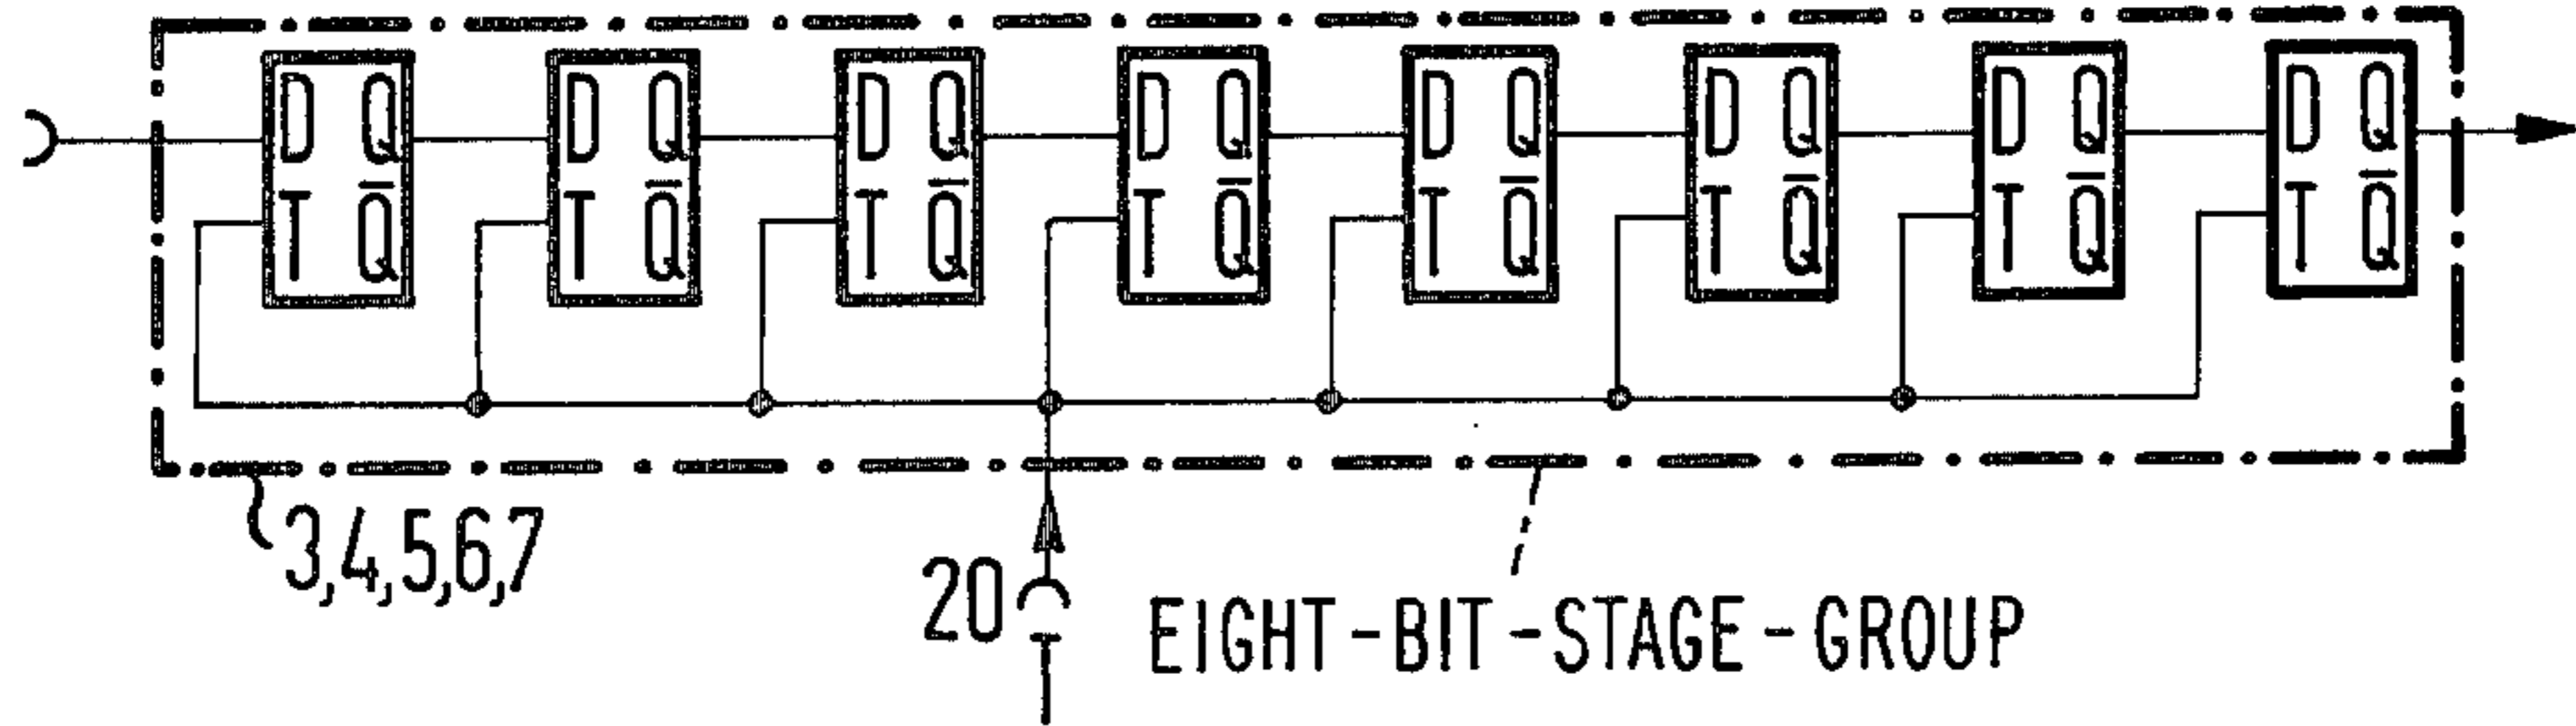 D Q D Q D Q D Q D Q D Q D Q D Q
T Q̅ T Q̅ T Q̅ T Q̅ T Q̅ T Q̅ T Q̅ T Q̅
3,4,5,6,7
20
EIGHT-BIT-STAGE-GROUP